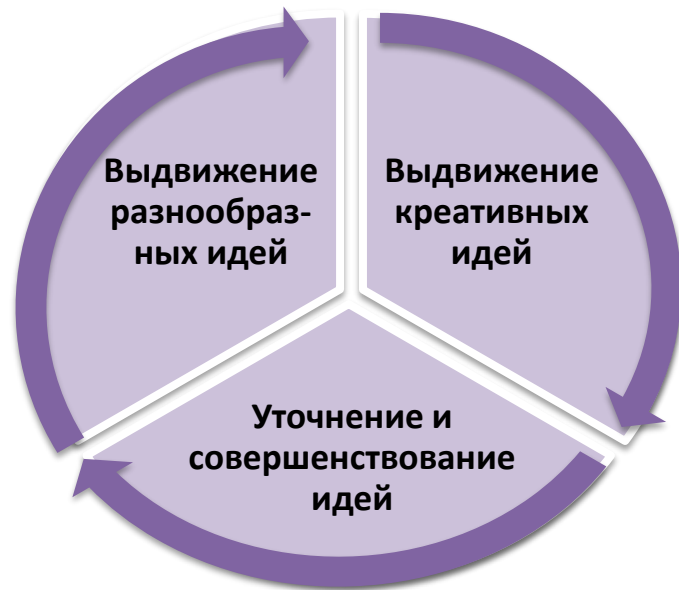 Выдвижение
разнообраз-
ных идей
Выдвижение
креативных
идей
Уточнение и
совершенствование
идей